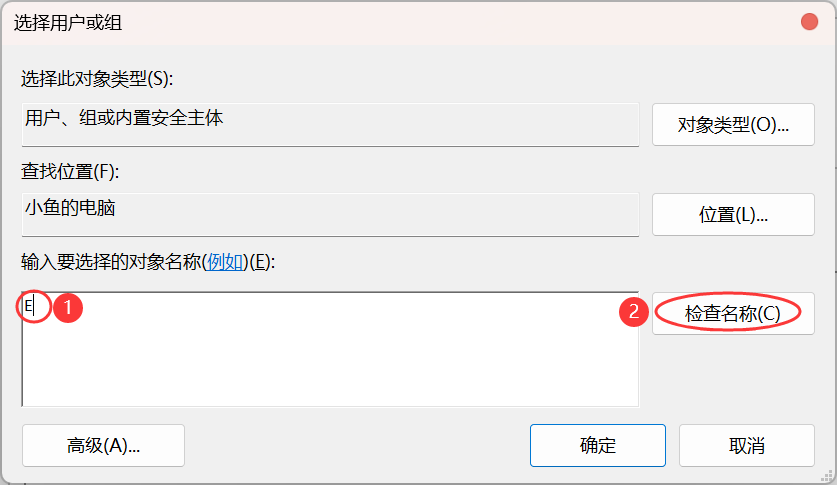 选择用户或组
选择此对象类型(S):
用户、组或内置安全主体
对象类型(O)...
查找位置(F):
小鱼的电脑
位置(L)...
输入要选择的对象名称(例如)(E):
E
1
2
检查名称(C)
高级(A)...
确定
取消